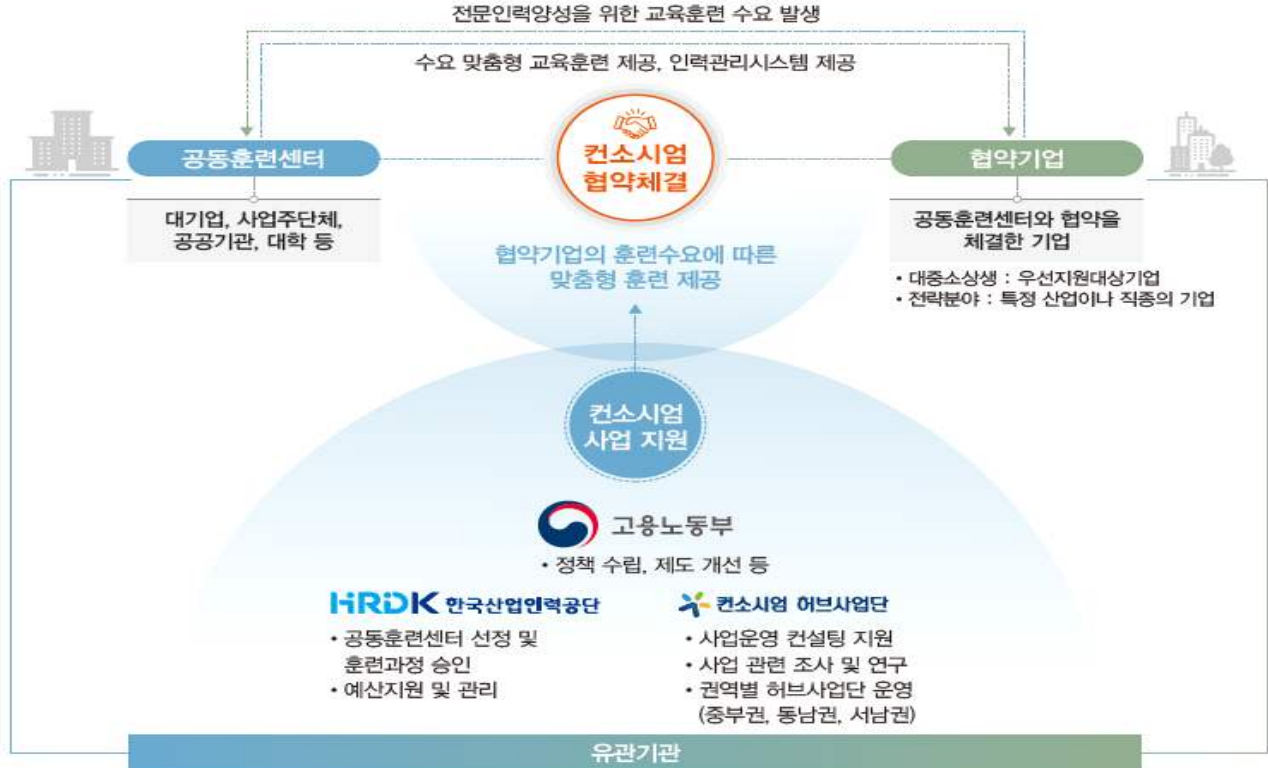 전문인력양성을 위한 교육훈련 수요 발생
수요 맞춤형 교육훈련 제공, 인력관리시스템 제공
공동훈련센터
대기업, 사업주단체,
공공기관, 대학 등
컨소시엄
협약체결
협약기업
공동훈련센터와 협약을
체결한 기업
• 대중소상생 : 우선지원대상기업
• 전략분야 : 특정 산업이나 직종의 기업
협약기업의 훈련수요에 따른
맞춤형 훈련 제공
컨소시엄
사업 지원
고용노동부
• 정책 수립, 제도 개선 등
HRDK 한국산업인력공단
• 공동훈련센터 선정 및
훈련과정 승인
• 예산지원 및 관리
컨소시엄 허브사업단
• 사업운영 컨설팅 지원
• 사업 관련 조사 및 연구
• 권역별 허브사업단 운영
(중부권, 동남권, 서남권)
유관기관